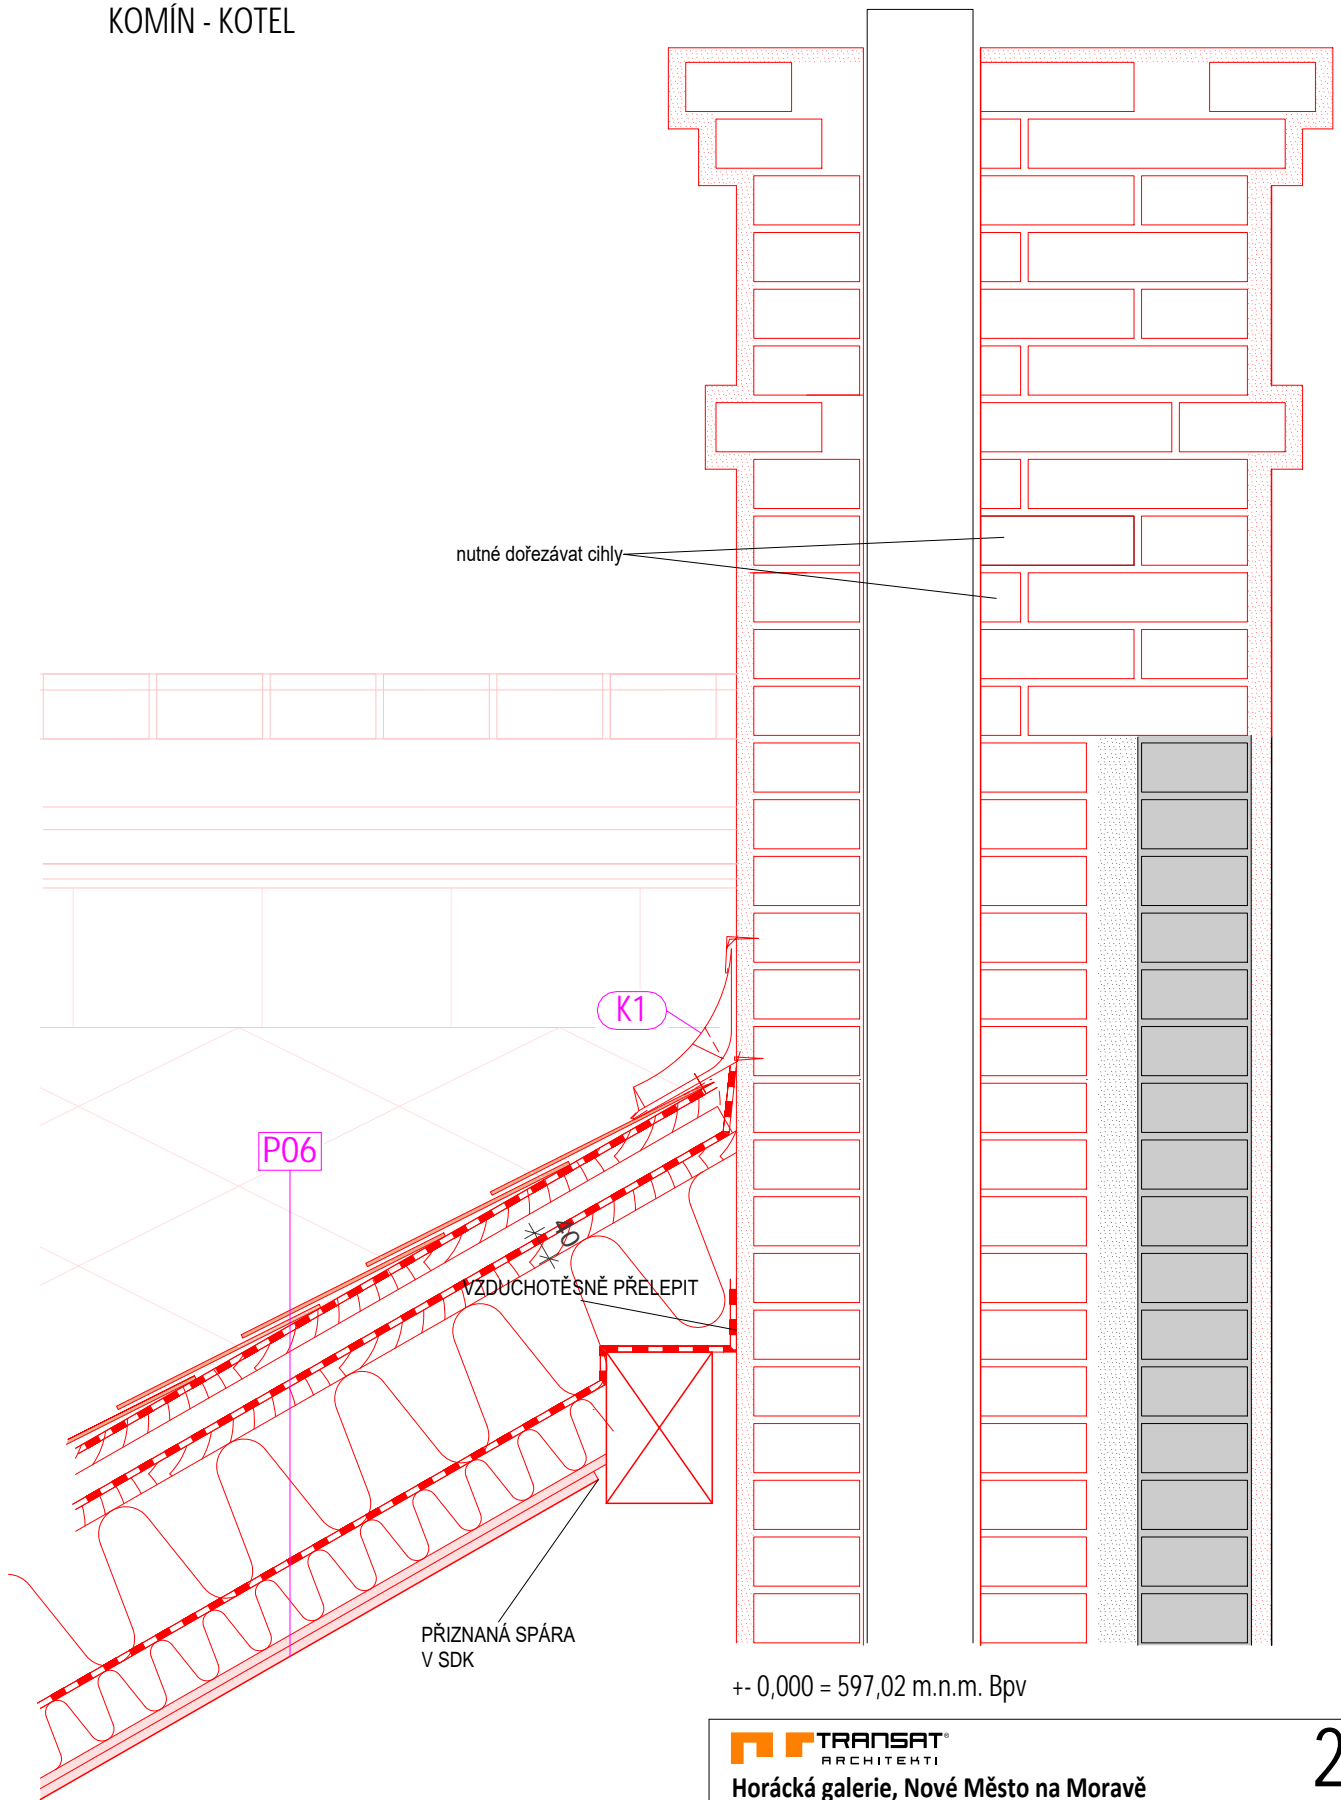 KOMÍN - KOTEL
nutné dořezávat cihly
K1
P06
40
VZDUCHOTĚSNĚ PŘELEPIT
PŘIZNANÁ SPÁRA
V SDK
+- 0,000 = 597,02 m.n.m. Bpv
TRANSAT®
ARCHITEKTI
2
Horácká galerie, Nové Město na Moravě